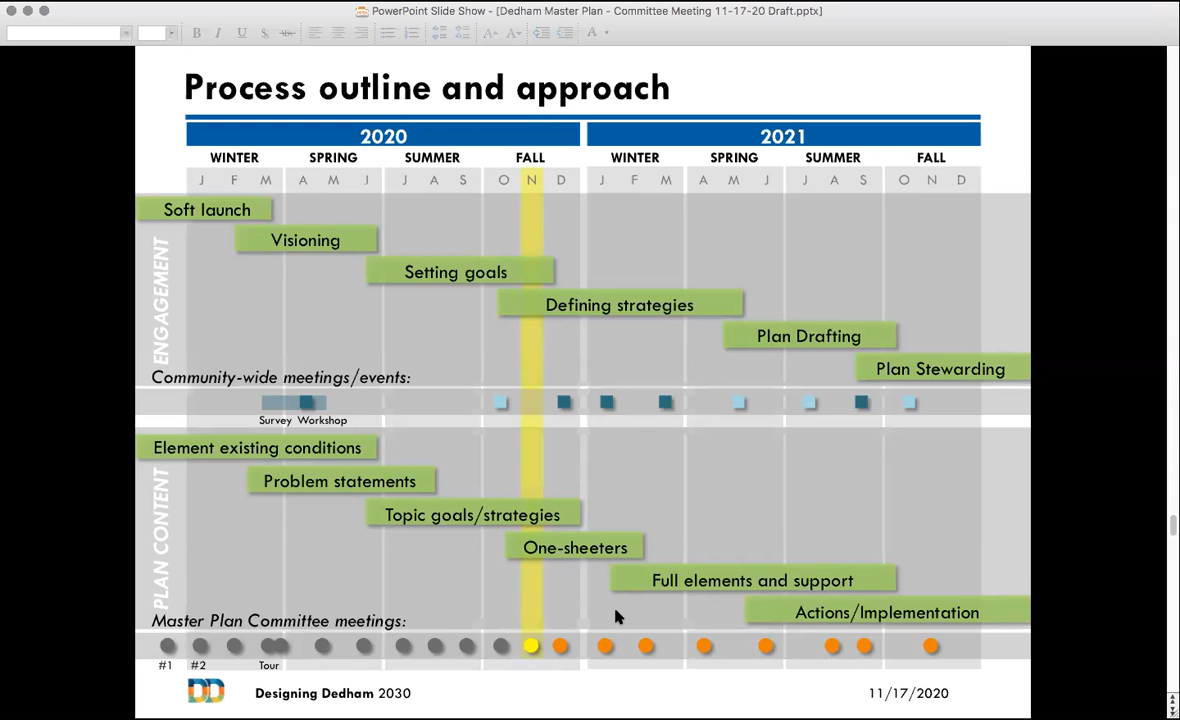 PowerPoint Slide Show - [Dedham Master Plan - Committee Meeting 11-17-20 Draft.pptx]
B I U S abc A A A
Process outline and approach
2020 2021
WINTER SPRING SUMMER FALL WINTER SPRING SUMMER FALL
J F M A M J J A S O N D J F M A M J J A S O N D
ENGAGEMENT
Soft launch
Visioning
Setting goals
Defining strategies
Plan Drafting
Plan Stewarding
Community-wide meetings/events:
Survey Workshop
PLAN CONTENT
Element existing conditions
Problem statements
Topic goals/strategies
One-sheeters
Full elements and support
Actions/Implementation
Master Plan Committee meetings:
#1 #2 Tour
DD Designing Dedham 2030 11/17/2020